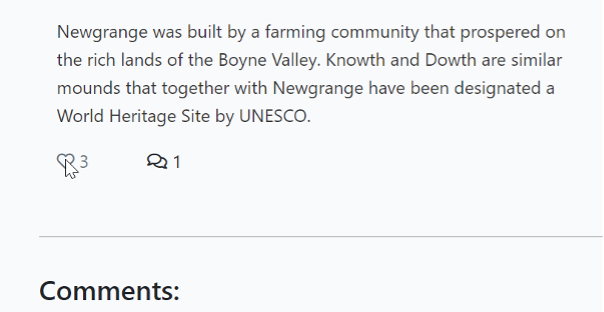 Newgrange was built by a farming community that prospered on
the rich lands of the Boyne Valley. Knowth and Dowth are similar
mounds that together with Newgrange have been designated a
World Heritage Site by UNESCO.
3 1
Comments: